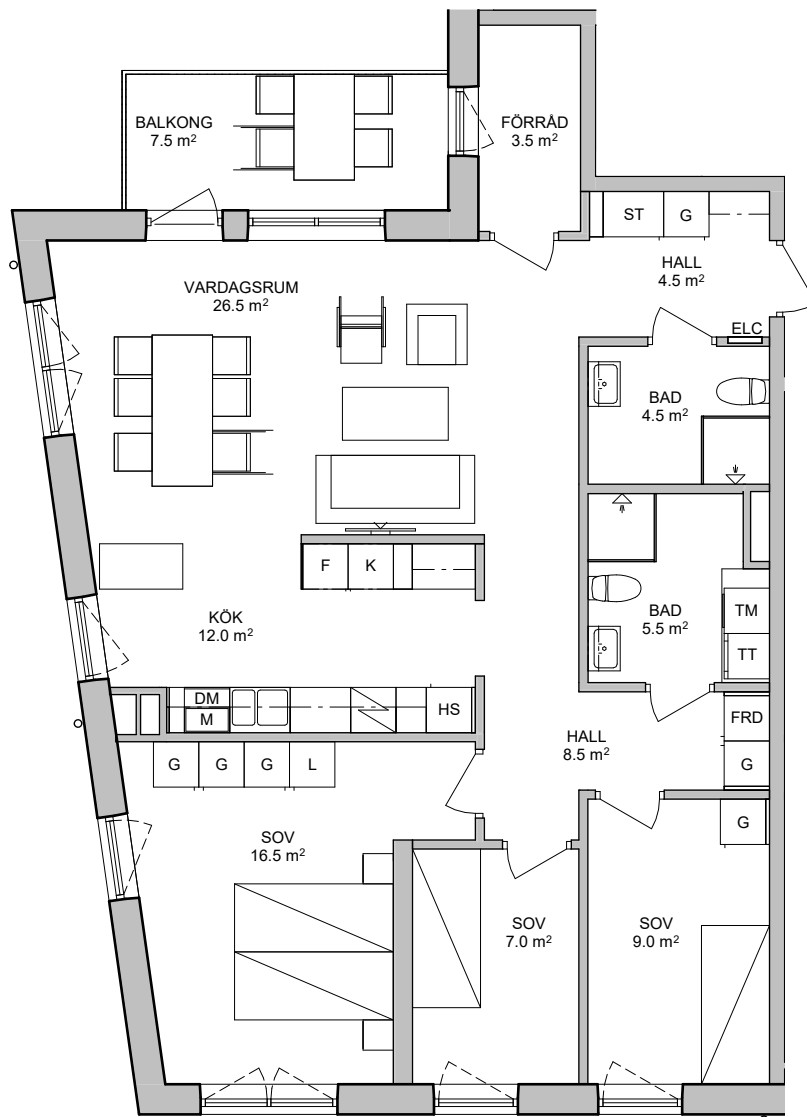 BALKONG
7.5 m²
FÖRRÅD
3.5 m²
ST
G
HALL
4.5 m²
VARDAGSRUM
26.5 m²
ELC
BAD
4.5 m²
F
K
KÖK
12.0 m²
BAD
5.5 m²
TM
TT
DM
M
HS
FRD
G
HALL
8.5 m²
G
G
G
L
G
SOV
16.5 m²
SOV
7.0 m²
SOV
9.0 m²